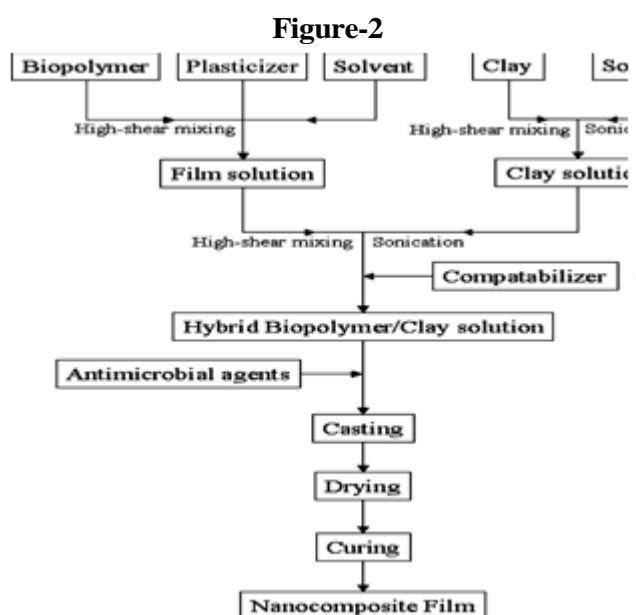 Figure-2
Biopolymer Plasticizer Solvent Clay
High-shear mixing High-shear mixing
Film solution Clay
High-shear mixing Sonication
Compatabilizer
Hybrid Biopolymer/Clay solution
Antimicrobial agents
Casting
Drying
Curing
Nanocomposite Film